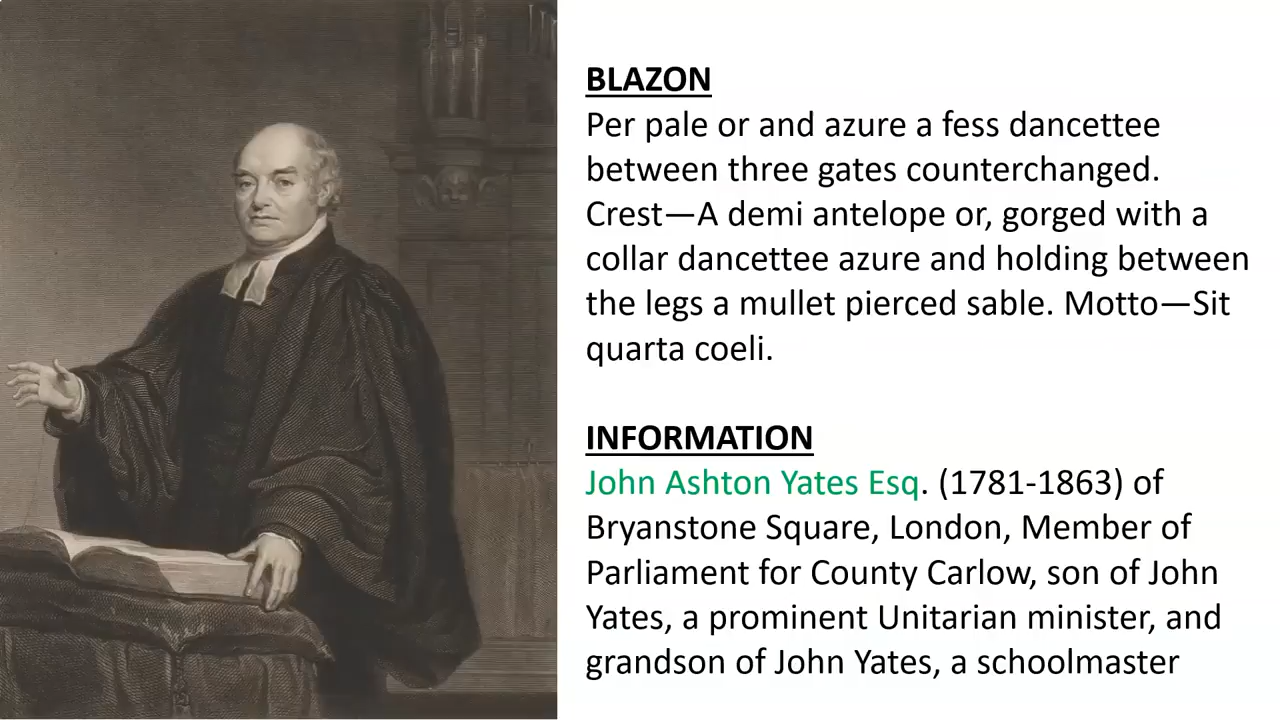 BLAZON
Per pale or and azure a fess dancettee
between three gates counterchanged.
Crest—A demi antelope or, gorged with a
collar dancettee azure and holding between
the legs a mullet pierced sable. Motto—Sit
quarta coeli.
INFORMATION
John Ashton Yates Esq. (1781-1863) of
Bryanstone Square, London, Member of
Parliament for County Carlow, son of John
Yates, a prominent Unitarian minister, and
grandson of John Yates, a schoolmaster